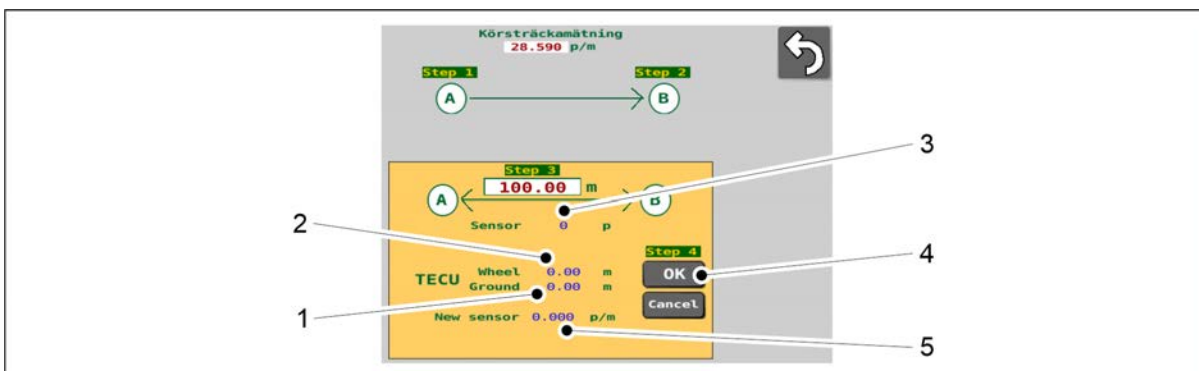 Körsträckamätning
28.590 p/m
Step 1
Step 2
A
B
3
Step 3
100.00 m
A
B
2
Sensor 0 p
Step 4
4
TECU
Wheel 0.00 m
OK
Ground 0.00 m
1
Cancel
New sensor 0.000 p/m
5